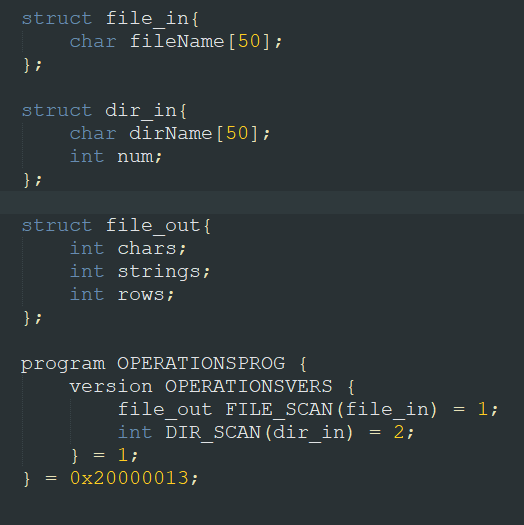 struct file_in{
    char fileName[50];
};

struct dir_in{
    char dirName[50];
    int num;
};

struct file_out{
    int chars;
    int strings;
    int rows;
};

program OPERATIONSPROG {
    version OPERATIONSVERS {
        file_out FILE_SCAN(file_in) = 1;
        int DIR_SCAN(dir_in) = 2;
    } = 1;
} = 0x20000013;